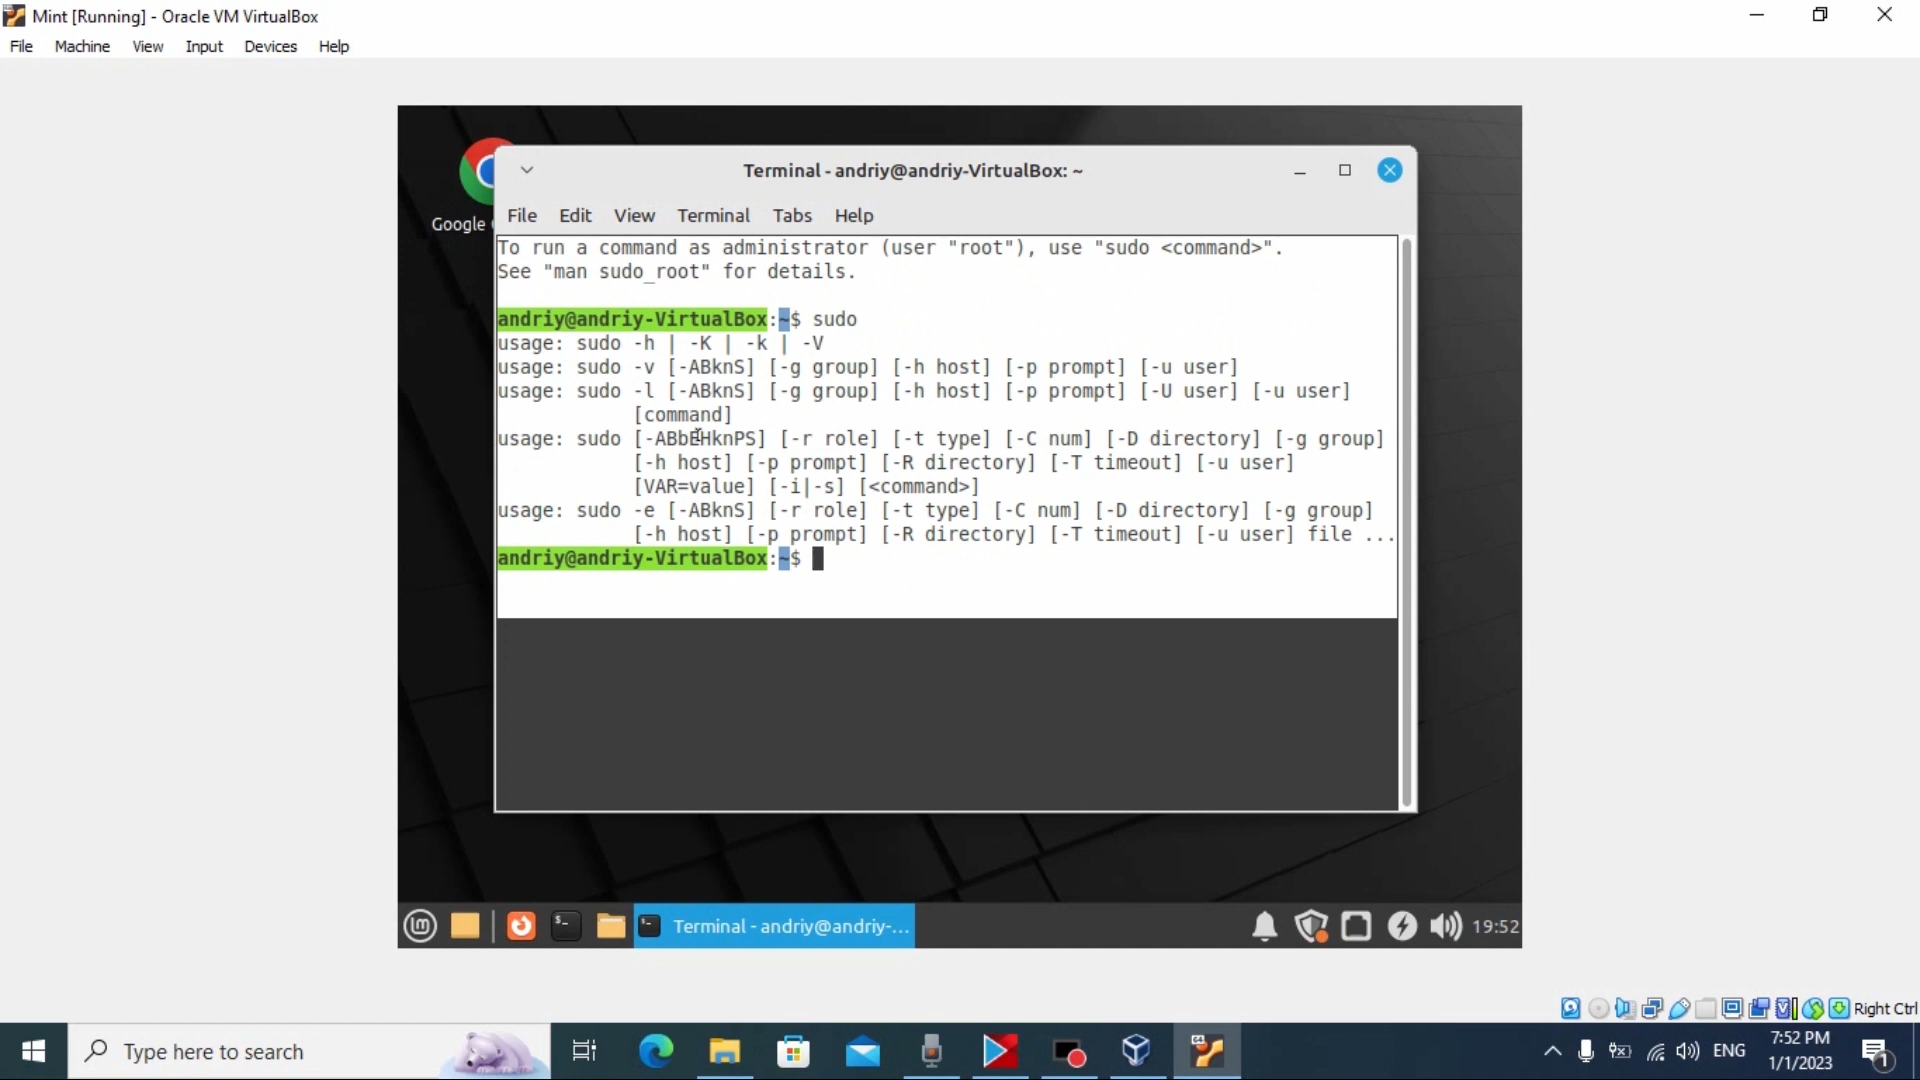 Mint [Running] - Oracle VM VirtualBox
File Machine View Input Devices Help
Google
Terminal - andriy@andriy-VirtualBox: ~
File Edit View Terminal Tabs Help
To run a command as administrator (user "root"), use "sudo <command>".
See "man sudo_root" for details.
andriy@andriy-VirtualBox:~$ sudo
usage: sudo -h | -K | -k | -V
usage: sudo -v [-ABknS] [-g group] [-h host] [-p prompt] [-u user]
usage: sudo -l [-ABknS] [-g group] [-h host] [-p prompt] [-U user] [-u user]
[command]
usage: sudo [-ABbEHknPS] [-r role] [-t type] [-C num] [-D directory] [-g group]
[-h host] [-p prompt] [-R directory] [-T timeout] [-u user]
[VAR=value] [-i|-s] [<command>]
usage: sudo -e [-ABknS] [-r role] [-t type] [-C num] [-D directory] [-g group]
[-h host] [-p prompt] [-R directory] [-T timeout] [-u user] file ...
andriy@andriy-VirtualBox:~$
Terminal - andriy@andriy-...
19:52
Right Ctrl
Type here to search
ENG
7:52 PM
1/1/2023
1